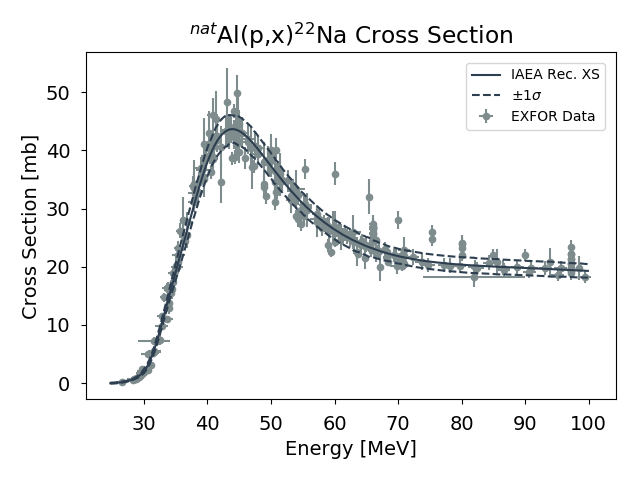 ⁿᵃᵗAl(p,x)²²Na Cross Section
IAEA Rec. XS
±1σ
EXFOR Data
Cross Section [mb]
50
40
30
20
10
0
30 40 50 60 70 80 90 100
Energy [MeV]